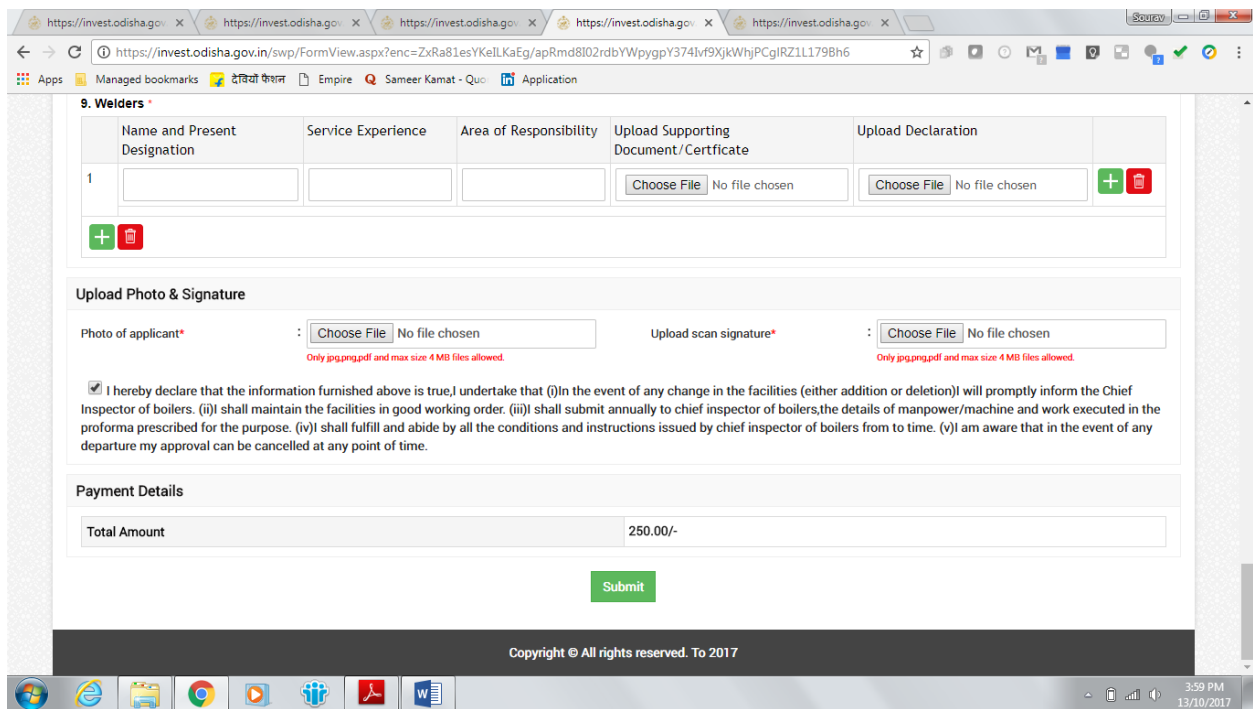 https://invest.odisha.gov × https://invest.odisha.gov × https://invest.odisha.gov × https://invest.odisha.gov × https://invest.odisha.gov × Sourav
https://invest.odisha.gov.in/swp/FormView.aspx?enc=ZxRa81esYKeILKaEg/apRmd8I02rdbYWpygpY374Ivf9XjkWhjPCgIRZ1L179Bh6
Apps Managed bookmarks देवियों फैशन Empire Sameer Kamat - Quo Application
9. Welders *
Name and Present Designation Service Experience Area of Responsibility Upload Supporting Document/Certficate Upload Declaration
1 Choose File No file chosen Choose File No file chosen
Upload Photo & Signature
Photo of applicant* : Choose File No file chosen Upload scan signature* : Choose File No file chosen
Only jpg,png,pdf and max size 4 MB files allowed. Only jpg,png,pdf and max size 4 MB files allowed.
I hereby declare that the information furnished above is true,I undertake that (i)In the event of any change in the facilities (either addition or deletion)I will promptly inform the Chief
Inspector of boilers. (ii)I shall maintain the facilities in good working order. (iii)I shall submit annually to chief inspector of boilers,the details of manpower/machine and work executed in the
proforma prescribed for the purpose. (iv)I shall fulfill and abide by all the conditions and instructions issued by chief inspector of boilers from to time. (v)I am aware that in the event of any
departure my approval can be cancelled at any point of time.
Payment Details
Total Amount 250.00/-
Submit
Copyright © All rights reserved. To 2017
3:59 PM
13/10/2017